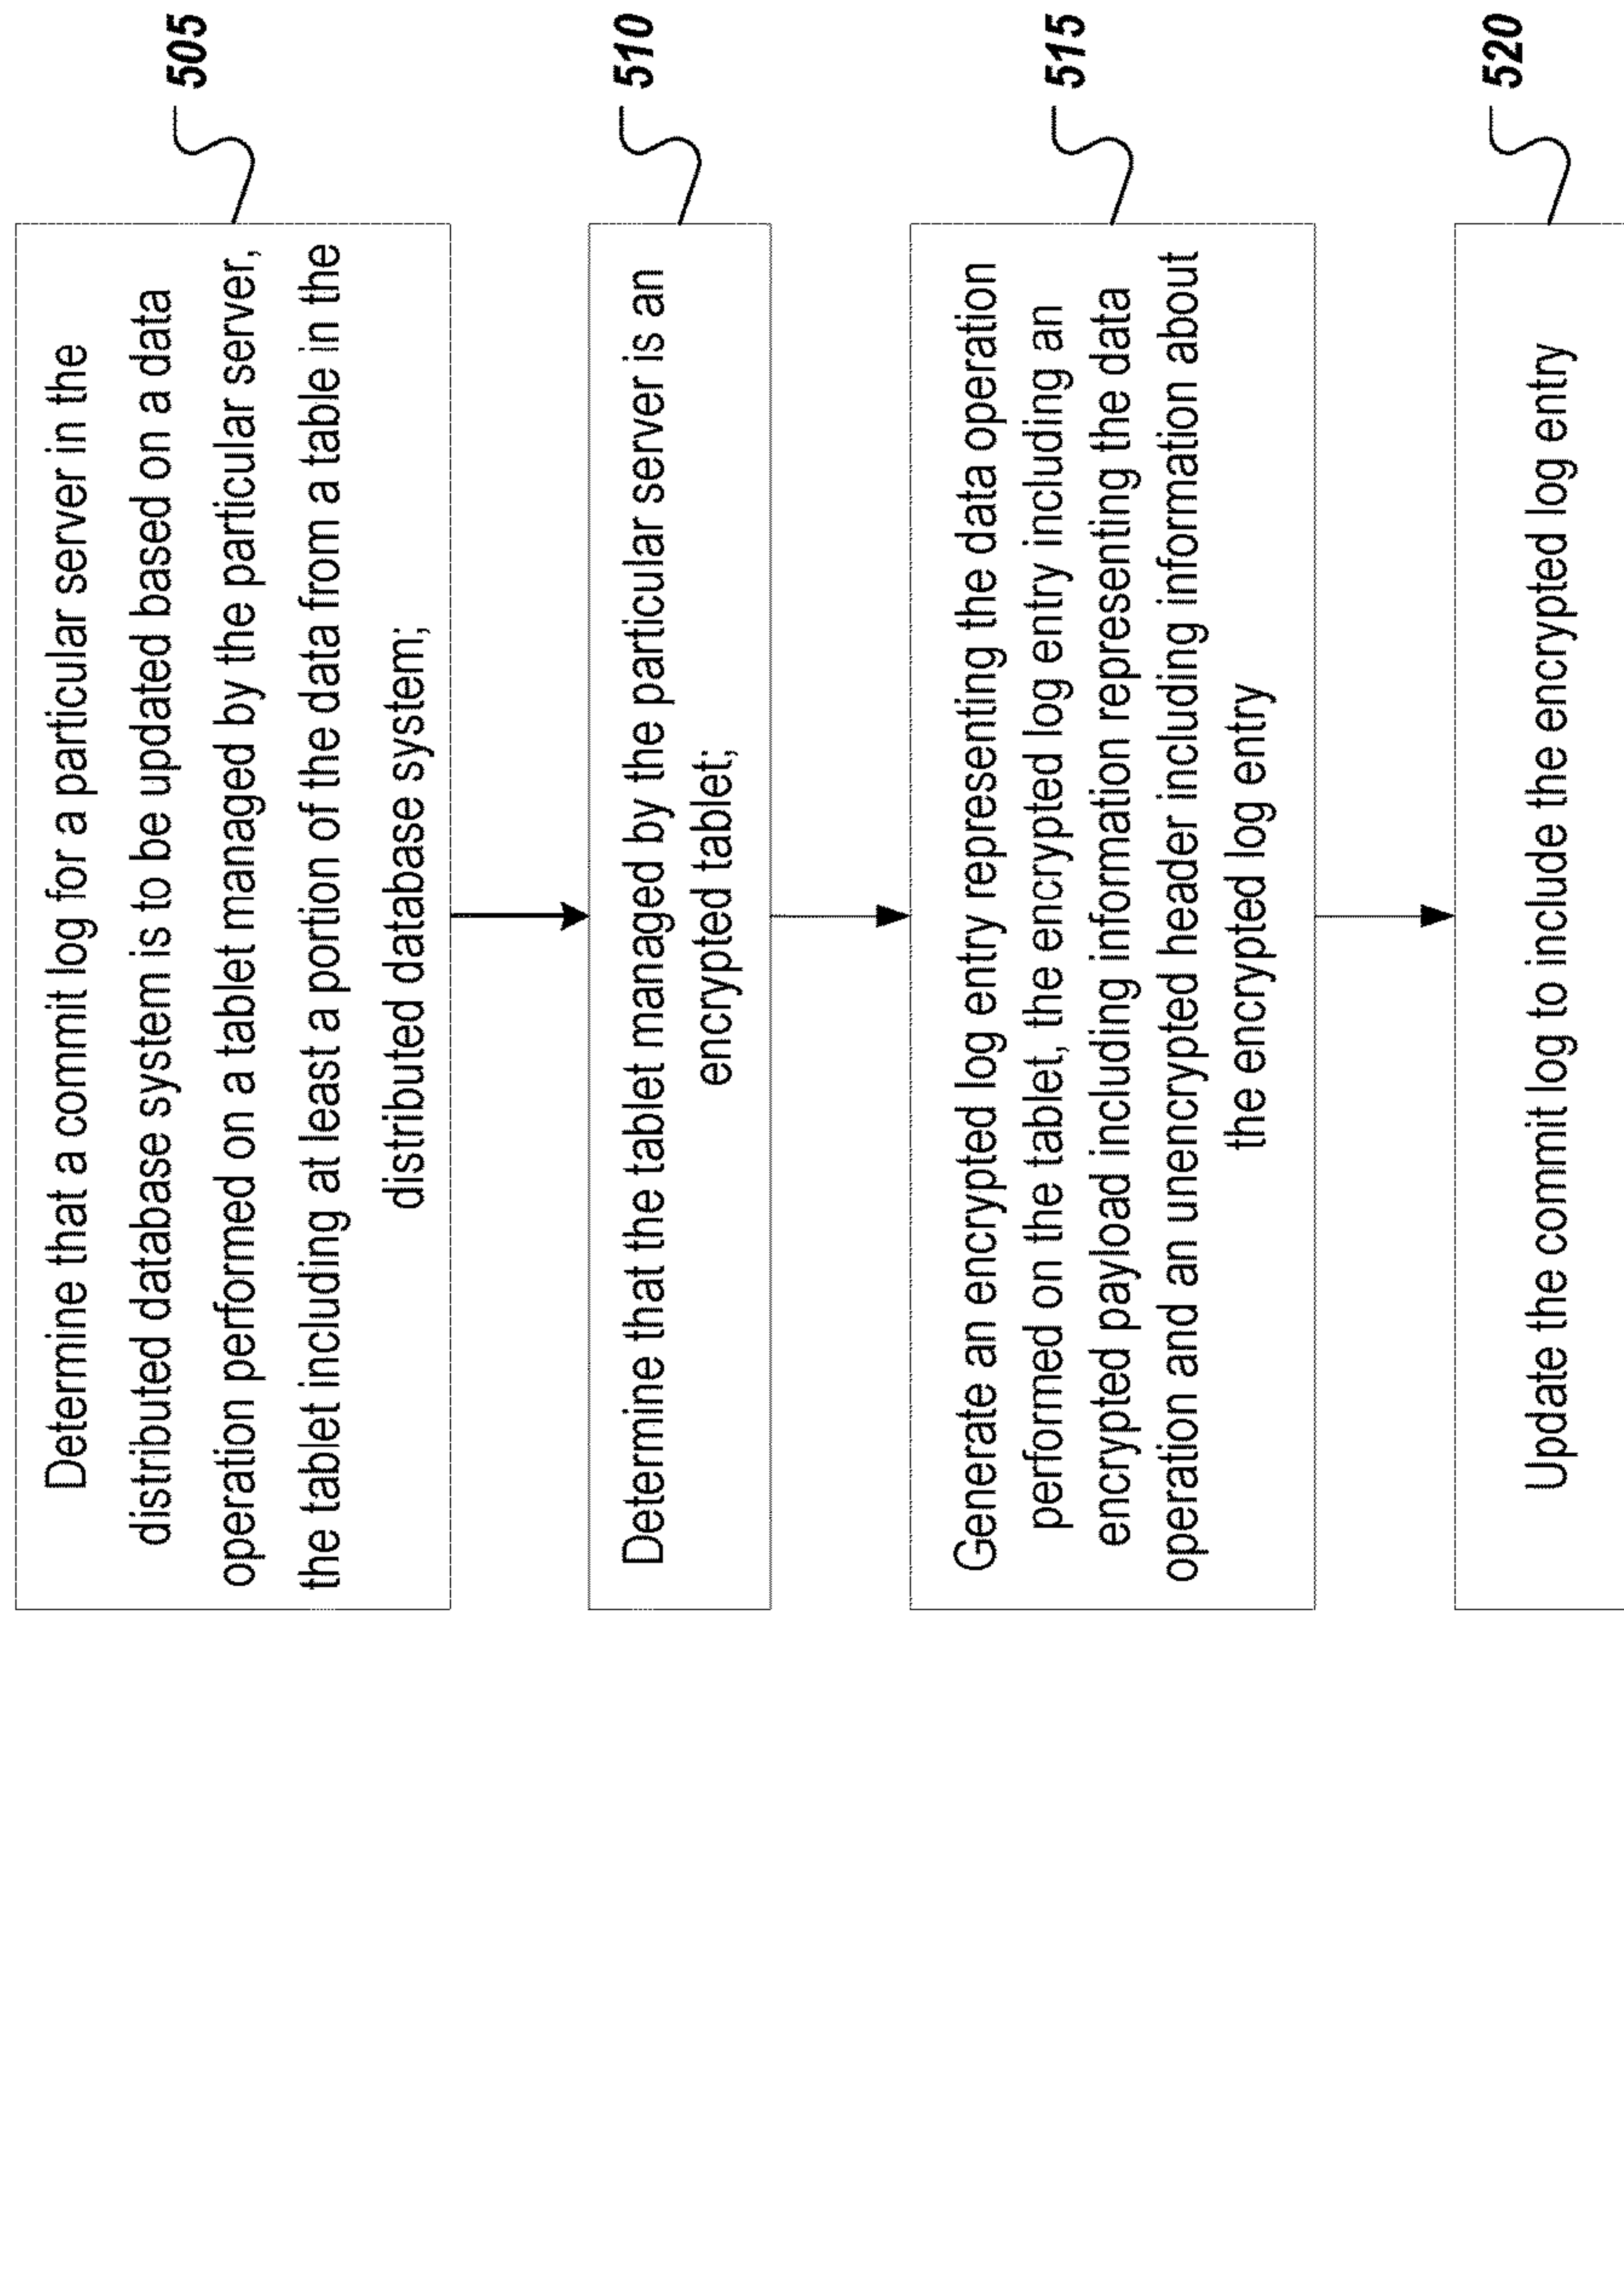 Determine that a commit log for a particular server in the
distributed database system is to be updated based on a data
operation performed on a tablet managed by the particular server,
the tablet including at least a portion of the data from a table in the
distributed database system;
505
Determine that the tablet managed by the particular server is an
encrypted tablet;
510
Generate an encrypted log entry representing the data operation
performed on the tablet, the encrypted log entry including an
encrypted payload including information representing the data
operation and an unencrypted header including information about
the encrypted log entry
515
Update the commit log to include the encrypted log entry
520